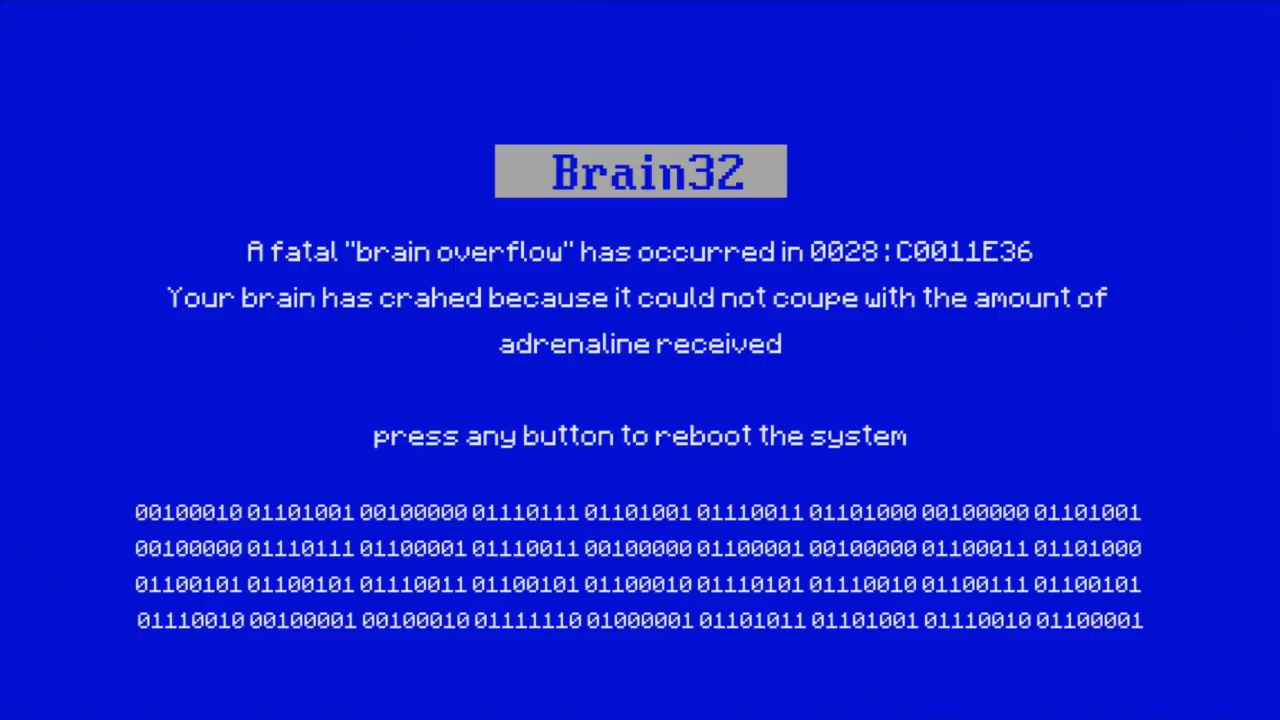 Brain32
A fatal "brain overflow" has occurred in 0028:C0011E36
Your brain has crahed because it could not coupe with the amount of
adrenaline received
press any button to reboot the system
00100010 01101001 00100000 01110111 01101001 01110011 01101000 00100000 01101001
00100000 01110111 01100001 01110011 00100000 01100001 00100000 01100011 01101000
01100101 01100101 01110011 01100101 01100010 01110101 01110010 01100111 01100101
01110010 00100001 00100010 01111110 01000001 01101011 01101001 01110010 01100001